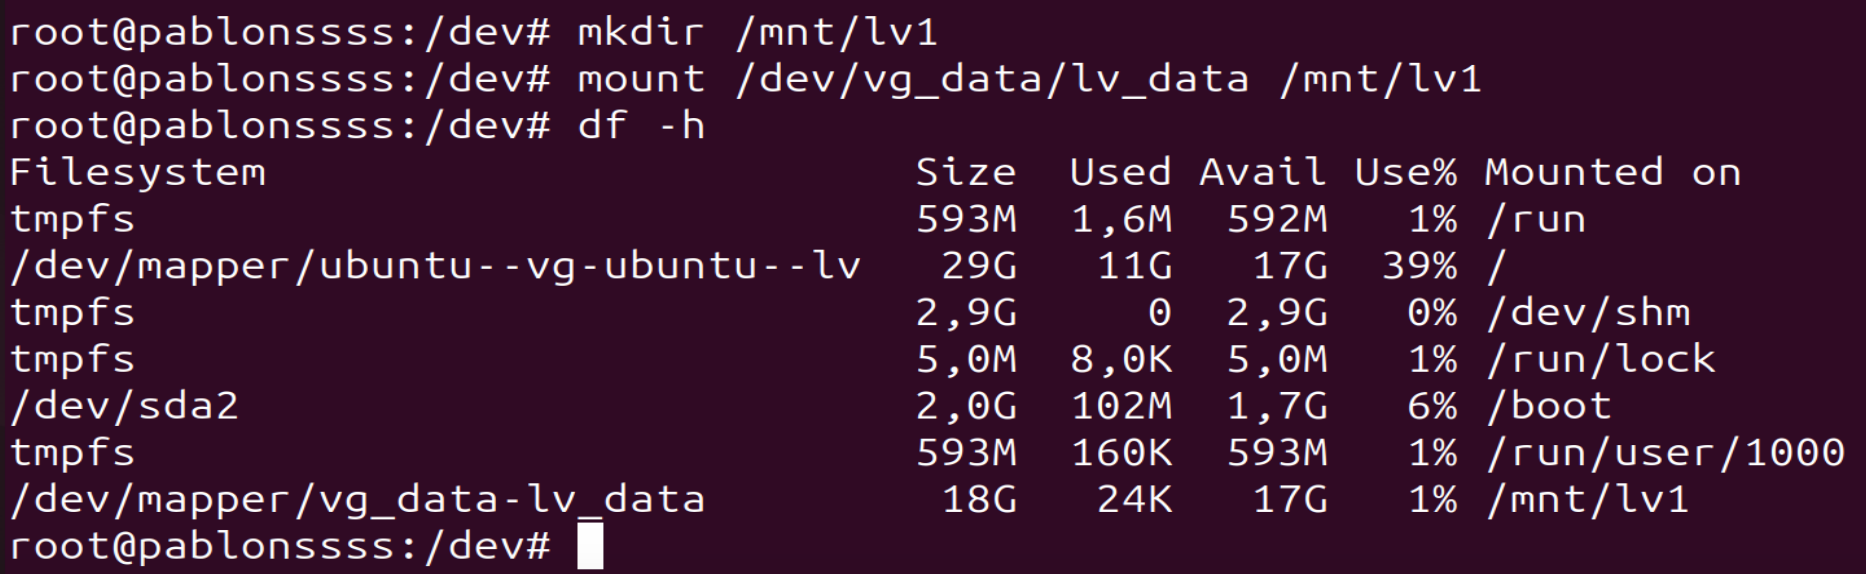 root@pablonssss:/dev# mkdir /mnt/lv1
root@pablonssss:/dev# mount /dev/vg_data/lv_data /mnt/lv1
root@pablonssss:/dev# df -h
Filesystem                         Size  Used Avail Use% Mounted on
tmpfs                              593M  1,6M  592M   1% /run
/dev/mapper/ubuntu--vg-ubuntu--lv   29G   11G   17G  39% /
tmpfs                              2,9G     0  2,9G   0% /dev/shm
tmpfs                              5,0M  8,0K  5,0M   1% /run/lock
/dev/sda2                          2,0G  102M  1,7G   6% /boot
tmpfs                              593M  160K  593M   1% /run/user/1000
/dev/mapper/vg_data-lv_data         18G   24K   17G   1% /mnt/lv1
root@pablonssss:/dev#